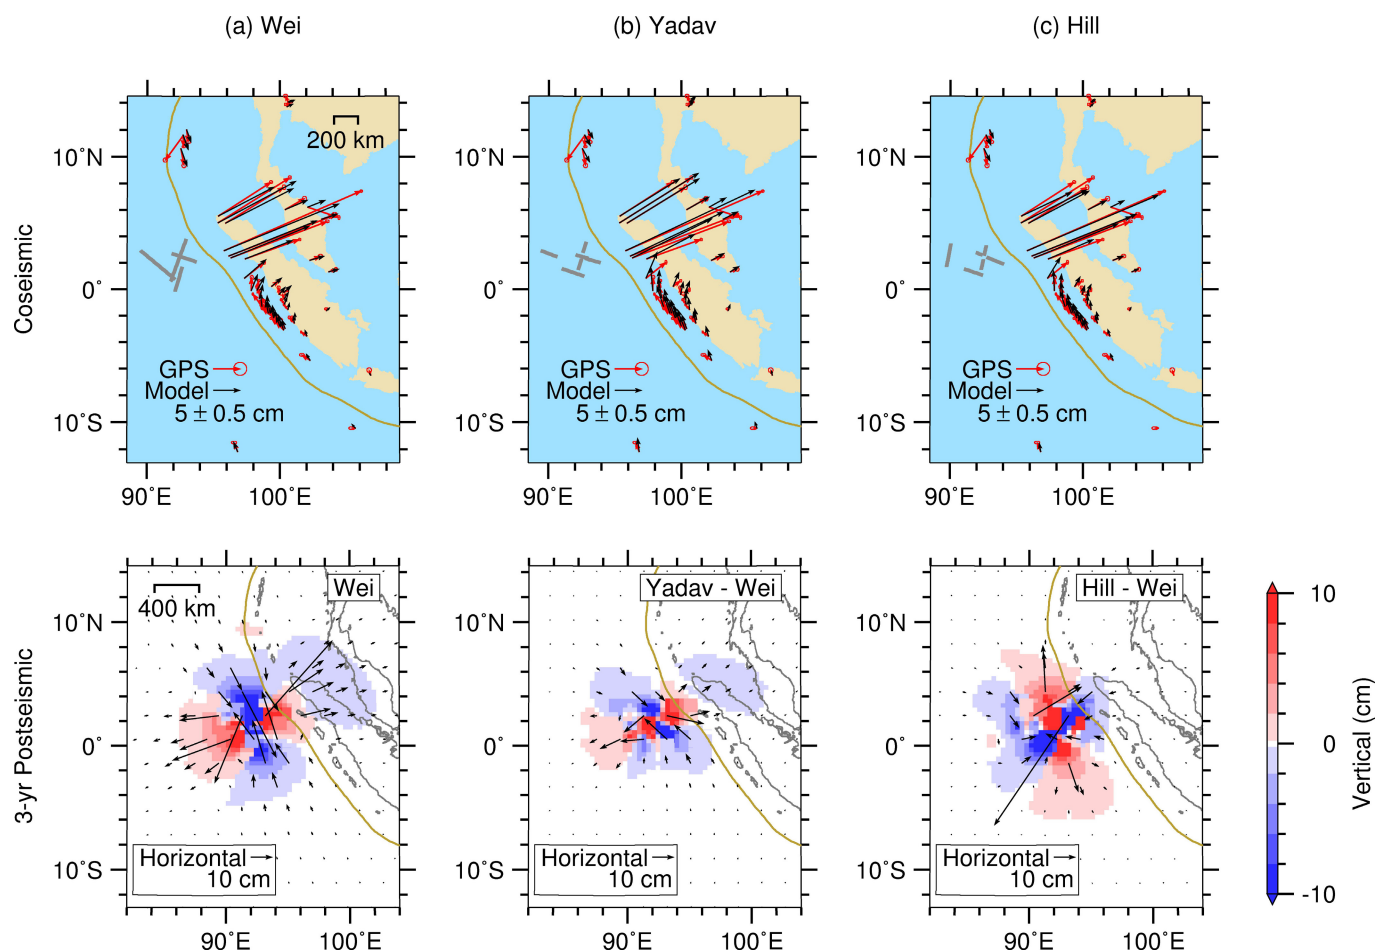 (a) Wei
(b) Yadav
(c) Hill
Coseismic
200 km
10°N
0°
10°S
GPS
Model
5 ± 0.5 cm
90°E
100°E
10°N
0°
10°S
GPS
Model
5 ± 0.5 cm
90°E
100°E
10°N
0°
10°S
GPS
Model
5 ± 0.5 cm
90°E
100°E
3-yr Postseismic
Wei
400 km
10°N
0°
10°S
Horizontal
10 cm
90°E
100°E
Yadav - Wei
10°N
0°
10°S
Horizontal
10 cm
90°E
100°E
Hill - Wei
10°N
0°
10°S
Horizontal
10 cm
90°E
100°E
10
0
-10
Vertical (cm)